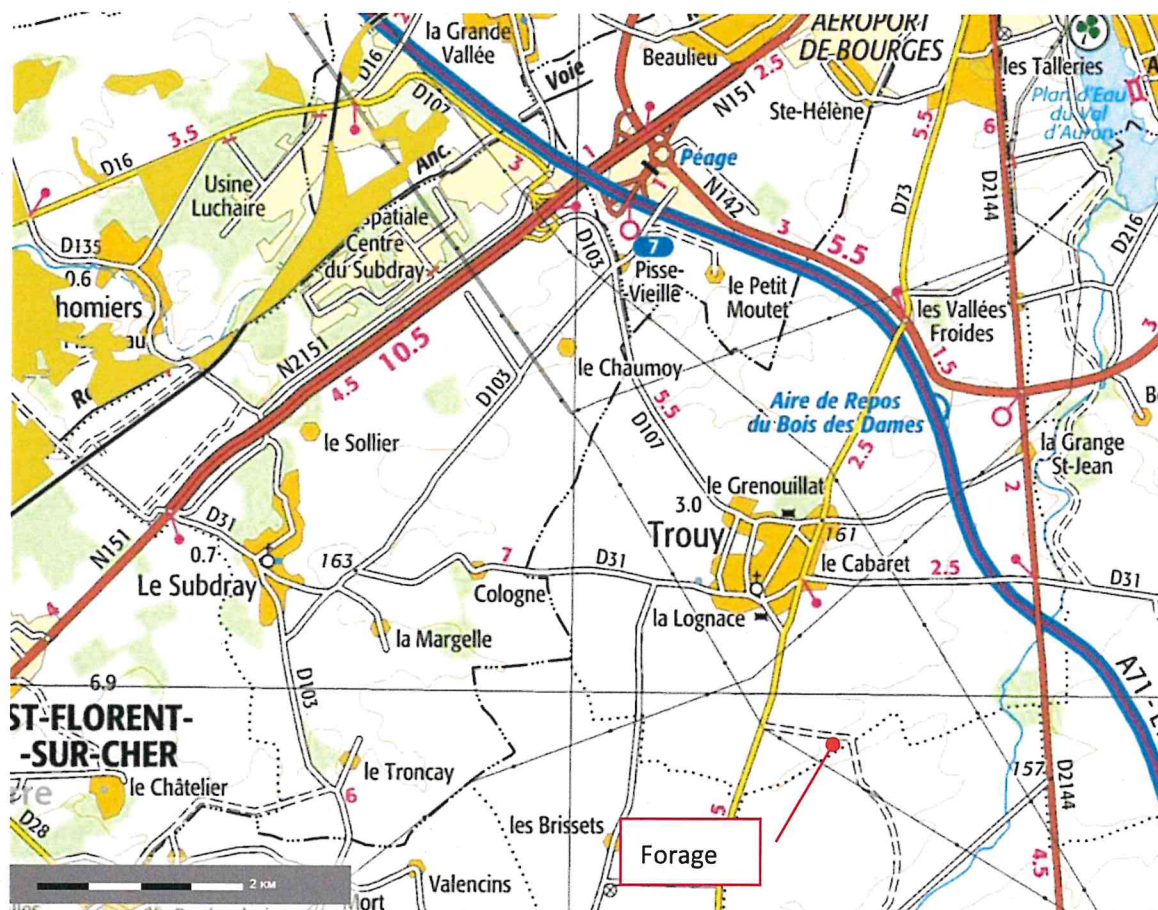 la Grande
Vallée
D16
D107
Voie
Anc.
Beaulieu
2.5
N151
AÉROPORT
DE-BOURGES
Ste-Hélène
les Talleries
Plan d'Eau
du Val
d'Auron
6
5.5
D73
D2144
D216
3.5
D16
Usine
Luchaire
spatiale
Centre
du Subdray
3
1
Péage
1
N142
3
5.5
7
D103
Pisse-
Vieille
le Petit
Moutet
les Vallées
Froides
1.5
3
D135
0.6
homiers
N2151
10.5
4.5
D103
le Chaumoy
5.5
D107
Aire de Repos
du Bois des Dames
2.5
la Grange
St-Jean
2
le Sollier
le Grenouillat
3.0
Trouy
161
le Cabaret
2.5
D31
N151
D31
0.7
Le Subdray
163
7
Cologne
D31
la Lognace
la Margelle
4
6.9
ST-FLORENT-
-SUR-CHER
D103
A71
le Châtelier
D28
le Troncay
6
les Brissets
5
157
D2144
4.5
Forage
Valencins
Mort
2 KM